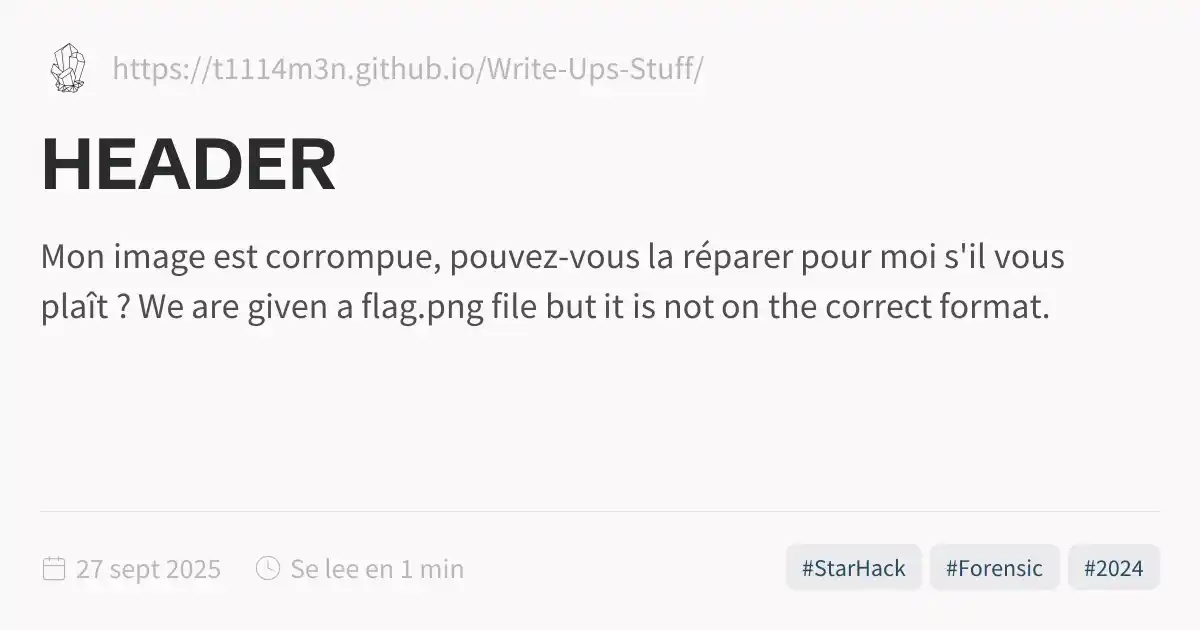 https://t1114m3n.github.io/Write-Ups-Stuff/
HEADER
Mon image est corrompue, pouvez-vous la réparer pour moi s'il vous
plaît ? We are given a flag.png file but it is not on the correct format.
27 sept 2025 Se lee en 1 min #StarHack #Forensic #2024